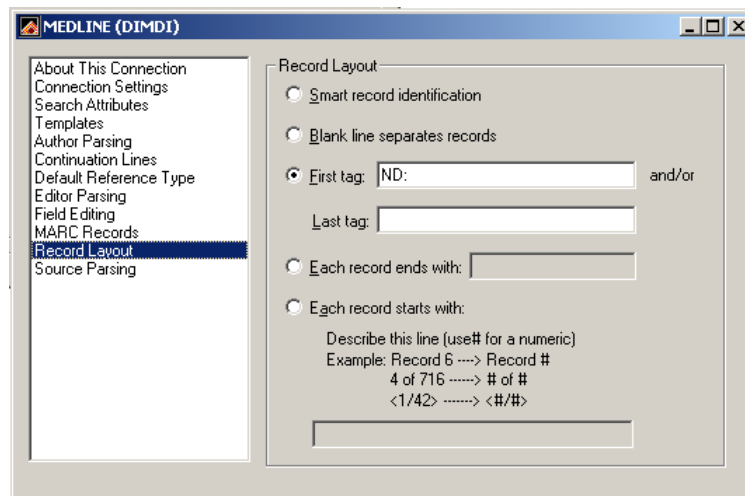 MEDLINE (DIMDI)
About This Connection
Connection Settings
Search Attributes
Templates
Author Parsing
Continuation Lines
Default Reference Type
Editor Parsing
Field Editing
MARC Records
Record Layout
Source Parsing
Record Layout
Smart record identification
Blank line separates records
First tag: ND: and/or
Last tag:
Each record ends with:
Each record starts with:
Describe this line (use# for a numeric)
Example: Record 6 ----> Record #
4 of 716 ------> # of #
<1/42> -------> <#/#>